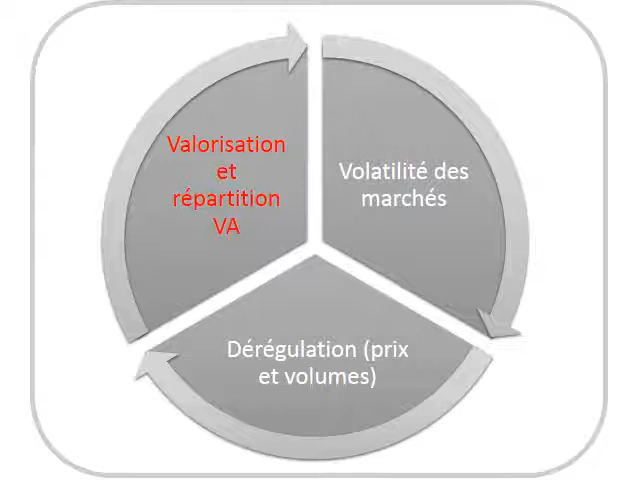 Valorisation
et
répartition
VA
Volatilité des
marchés
Dérégulation (prix
et volumes)